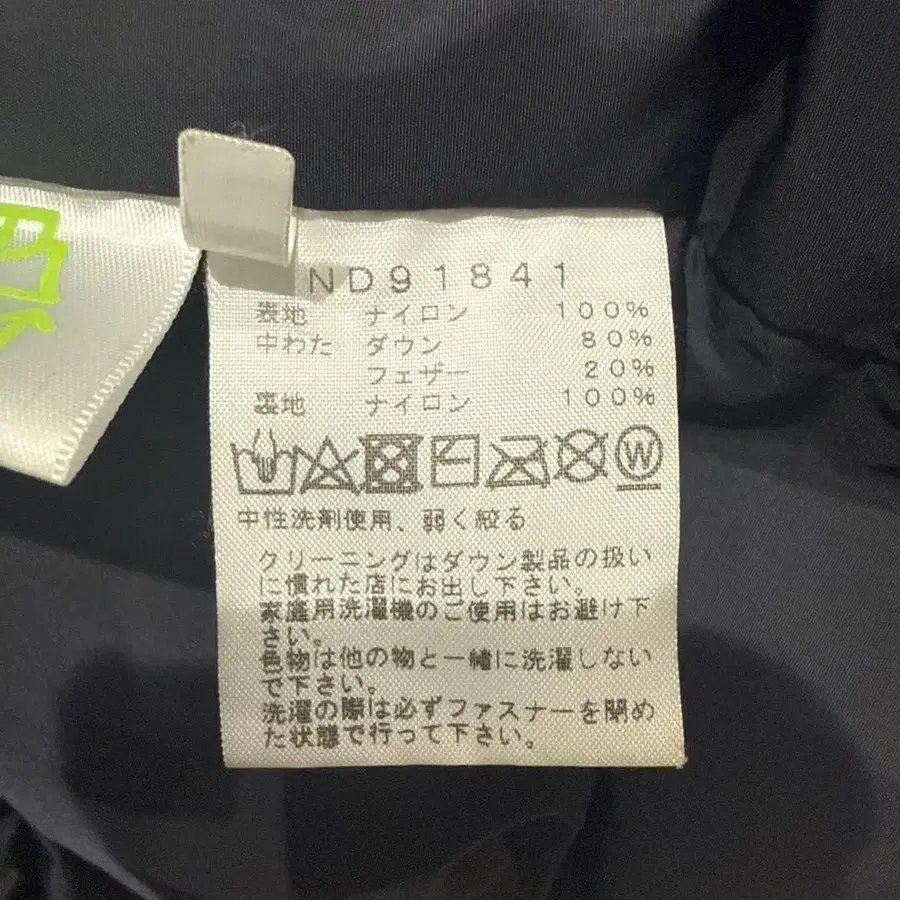 ND91841
表地 ナイロン 100%
中わた ダウン 80%
フェザー 20%
裏地 ナイロン 100%
W
中性洗剤使用、弱く絞る
クリーニングはダウン製品の扱い
に慣れた店にお出し下さい。
家庭用洗濯機のご使用はお避け下
さい。
色物は他の物と一緒に洗濯しない
で下さい。
洗濯の際は必ずファスナーを閉め
た状態で行って下さい。